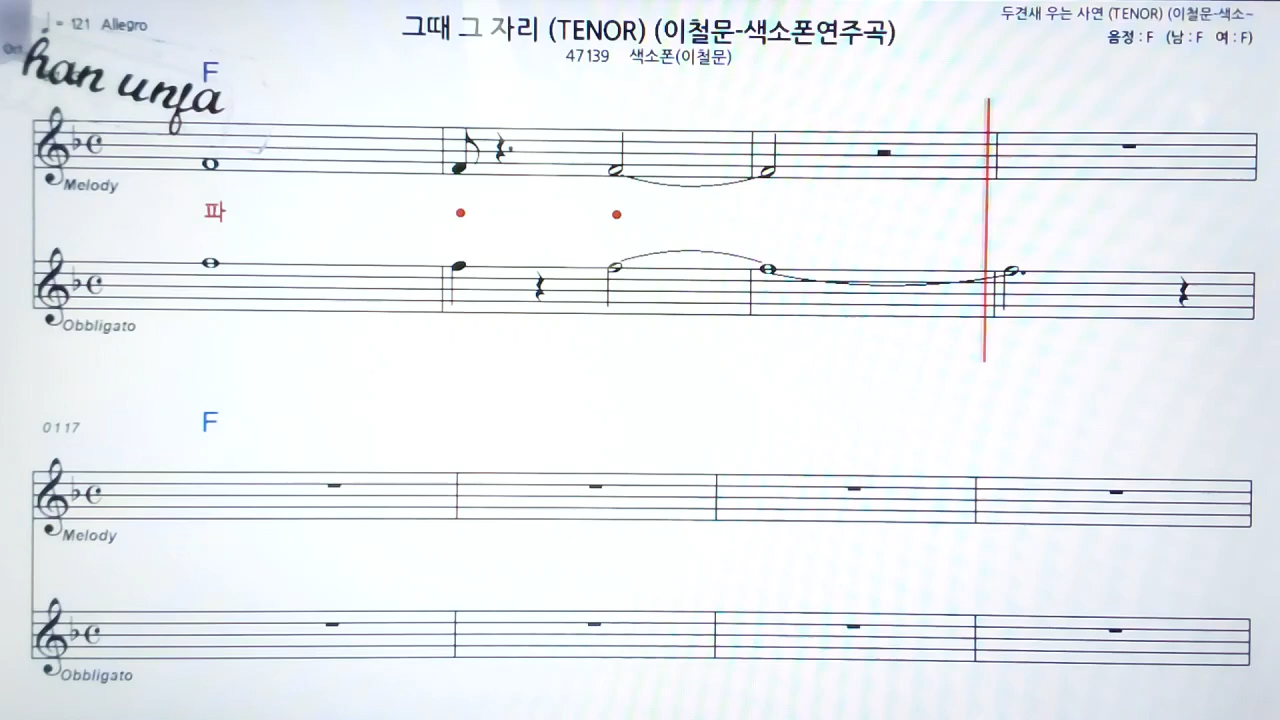 = 121 Allegro
그때 그 자리 (TENOR) (이철문-색소폰연주곡)
두견새 우는 사연 (TENOR) (이철문-색소~
47139 색소폰(이철문)
음정 : F (남 : F 여 : F)
han unja
F
Melody
파
Obbligato
0117
F
Melody
Obbligato